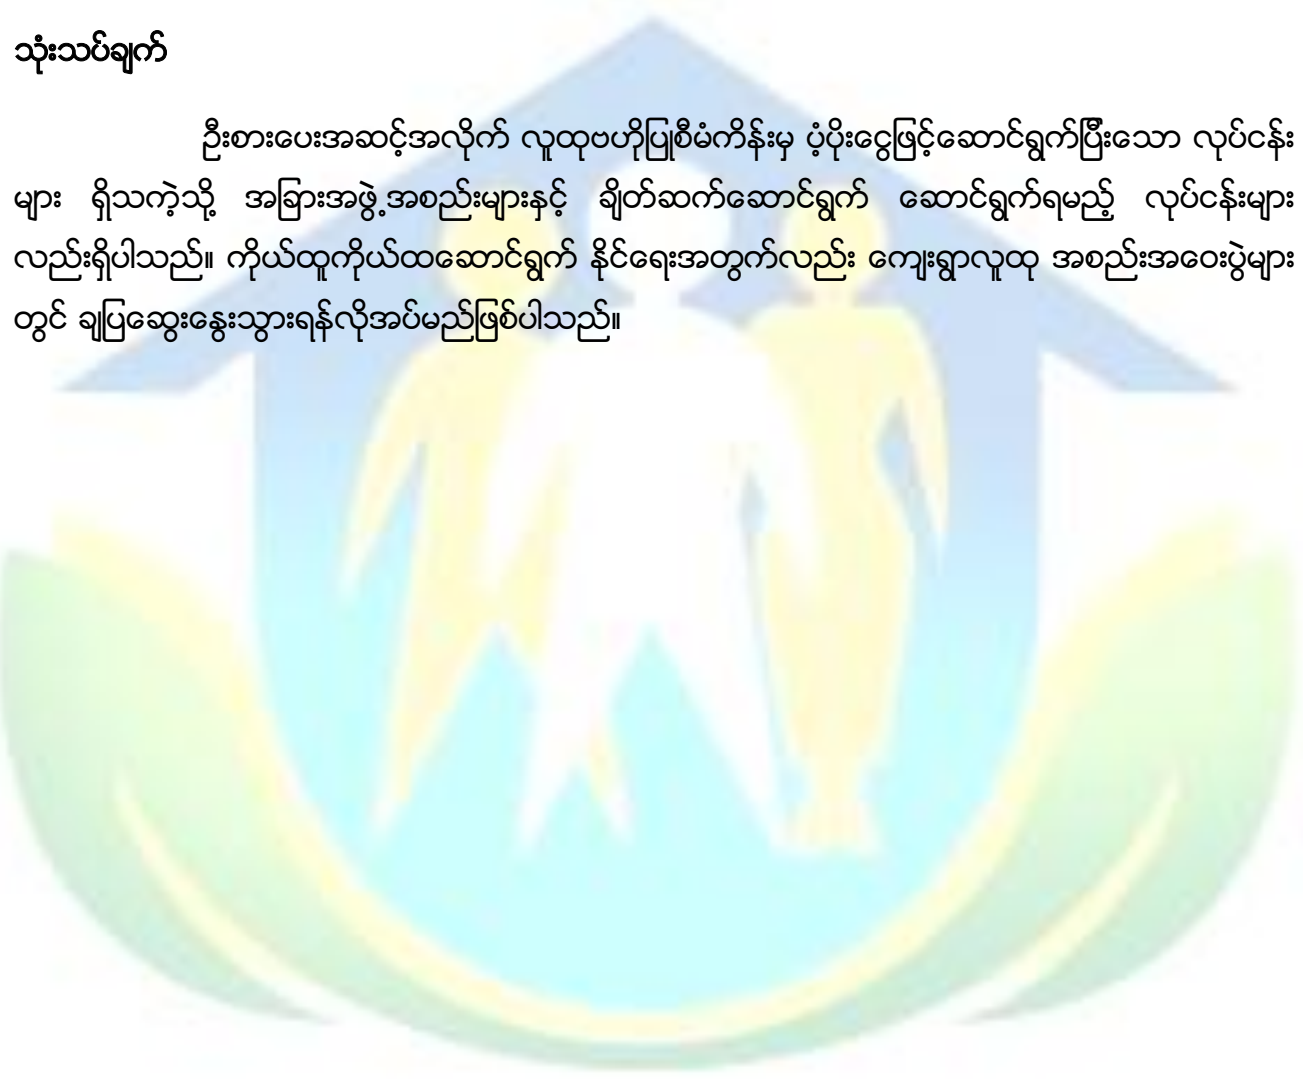 သုံးသပ်ချက်
ဦးစားပေးအဆင့်အလိုက် လူထုဗဟိုပြုစီမံကိန်းမှ ပံ့ပိုးငွေဖြင့်ဆောင်ရွက်ပြီးသော လုပ်ငန်း
များ ရှိသကဲ့သို့ အခြားအဖွဲ့အစည်းများနှင့် ချိတ်ဆက်ဆောင်ရွက် ဆောင်ရွက်ရမည့် လုပ်ငန်းများ
လည်းရှိပါသည်။ ကိုယ်ထူကိုယ်ထဆောင်ရွက် နိုင်ရေးအတွက်လည်း ကျေးရွာလူထု အစည်းအဝေးပွဲများ
တွင် ချပြဆွေးနွေးသွားရန်လိုအပ်မည်ဖြစ်ပါသည်။